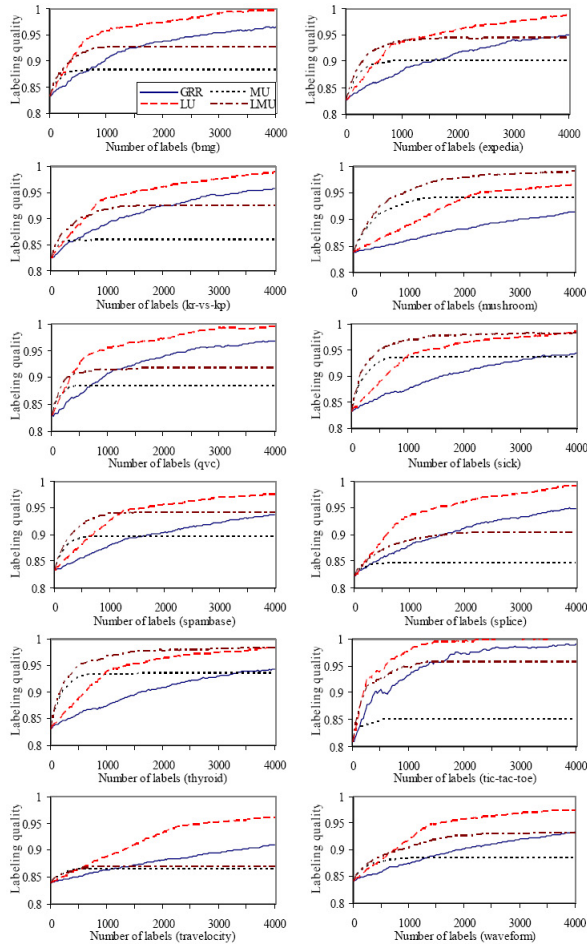 Labeling quality
1
0.95
0.9
0.85
0.8
GRR MU
LU LMU
0 1000 2000 3000 4000
Number of labels (bmg)
Labeling quality
1
0.95
0.9
0.85
0.8
0 1000 2000 3000 4000
Number of labels (expedia)
Labeling quality
1
0.95
0.9
0.85
0.8
0 1000 2000 3000 4000
Number of labels (kr-vs-kp)
Labeling quality
1
0.95
0.9
0.85
0.8
0 1000 2000 3000 4000
Number of labels (mushroom)
Labeling quality
1
0.95
0.9
0.85
0.8
0 1000 2000 3000 4000
Number of labels (qvc)
Labeling quality
1
0.95
0.9
0.85
0.8
0 1000 2000 3000 4000
Number of labels (sick)
Labeling quality
1
0.95
0.9
0.85
0.8
0 1000 2000 3000 4000
Number of labels (spambase)
Labeling quality
1
0.95
0.9
0.85
0.8
0 1000 2000 3000 4000
Number of labels (splice)
Labeling quality
1
0.95
0.9
0.85
0.8
0 1000 2000 3000 4000
Number of labels (thyroid)
Labeling quality
1
0.95
0.9
0.85
0.8
0 1000 2000 3000 4000
Number of labels (tic-tac-toe)
Labeling quality
1
0.95
0.9
0.85
0.8
0 1000 2000 3000 4000
Number of labels (travelocity)
Labeling quality
1
0.95
0.9
0.85
0.8
0 1000 2000 3000 4000
Number of labels (waveform)